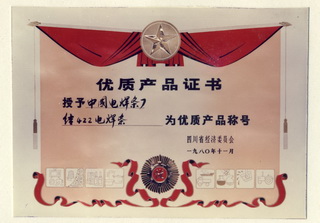 优质产品证书
授予中国电焊条厂
422电焊条 为优质产品称号
四川省经济委员会
一九八〇年十一月